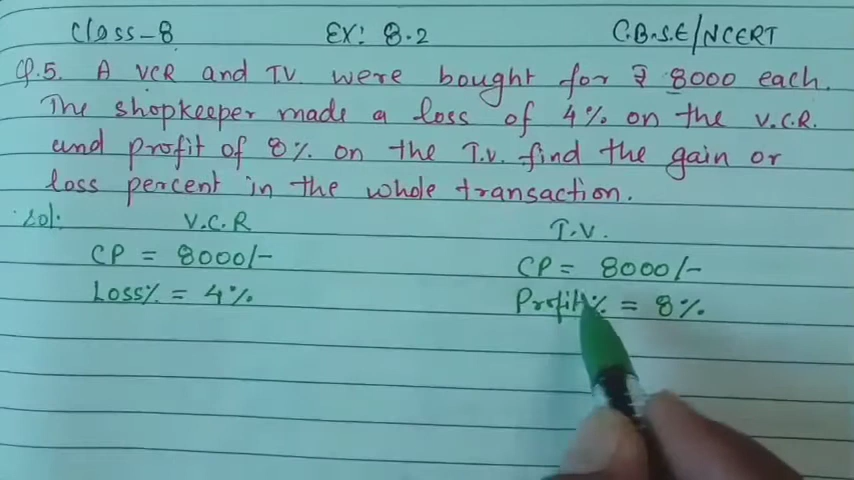 Class-8 EX: 8.2 C.B.S.E/NCERT
Q.5. A VCR and TV were bought for ₹ 8000 each.
The shopkeeper made a loss of 4% on the V.C.R.
and profit of 8% on the T.V. find the gain or
loss percent in the whole transaction.
Sol: V.C.R T.V.
CP = 8000/- CP = 8000/-
Loss% = 4% Profit% = 8%